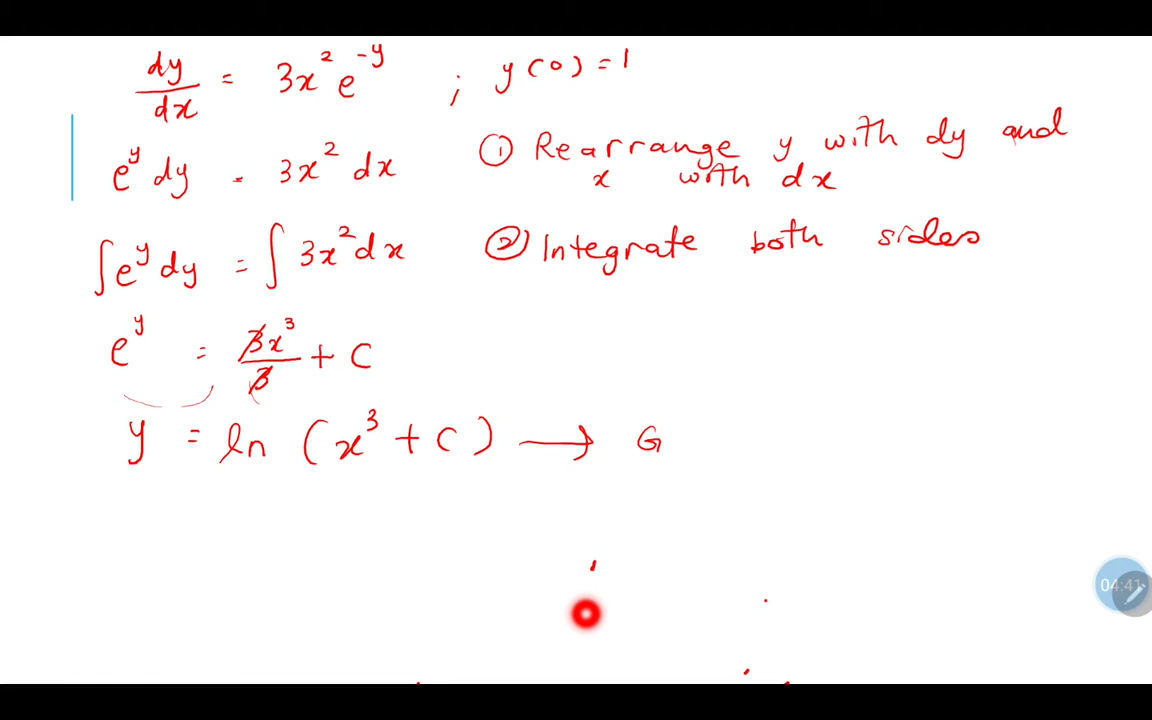 dy/dx = 3x² e^-y ; y(0) = 1
e^y dy = 3x² dx ① Rearrange y with dy and
x with dx
∫e^y dy = ∫3x² dx ② Integrate both sides
e^y = 3x³/3 + C
y = ln (x³ + C) → G
04:41